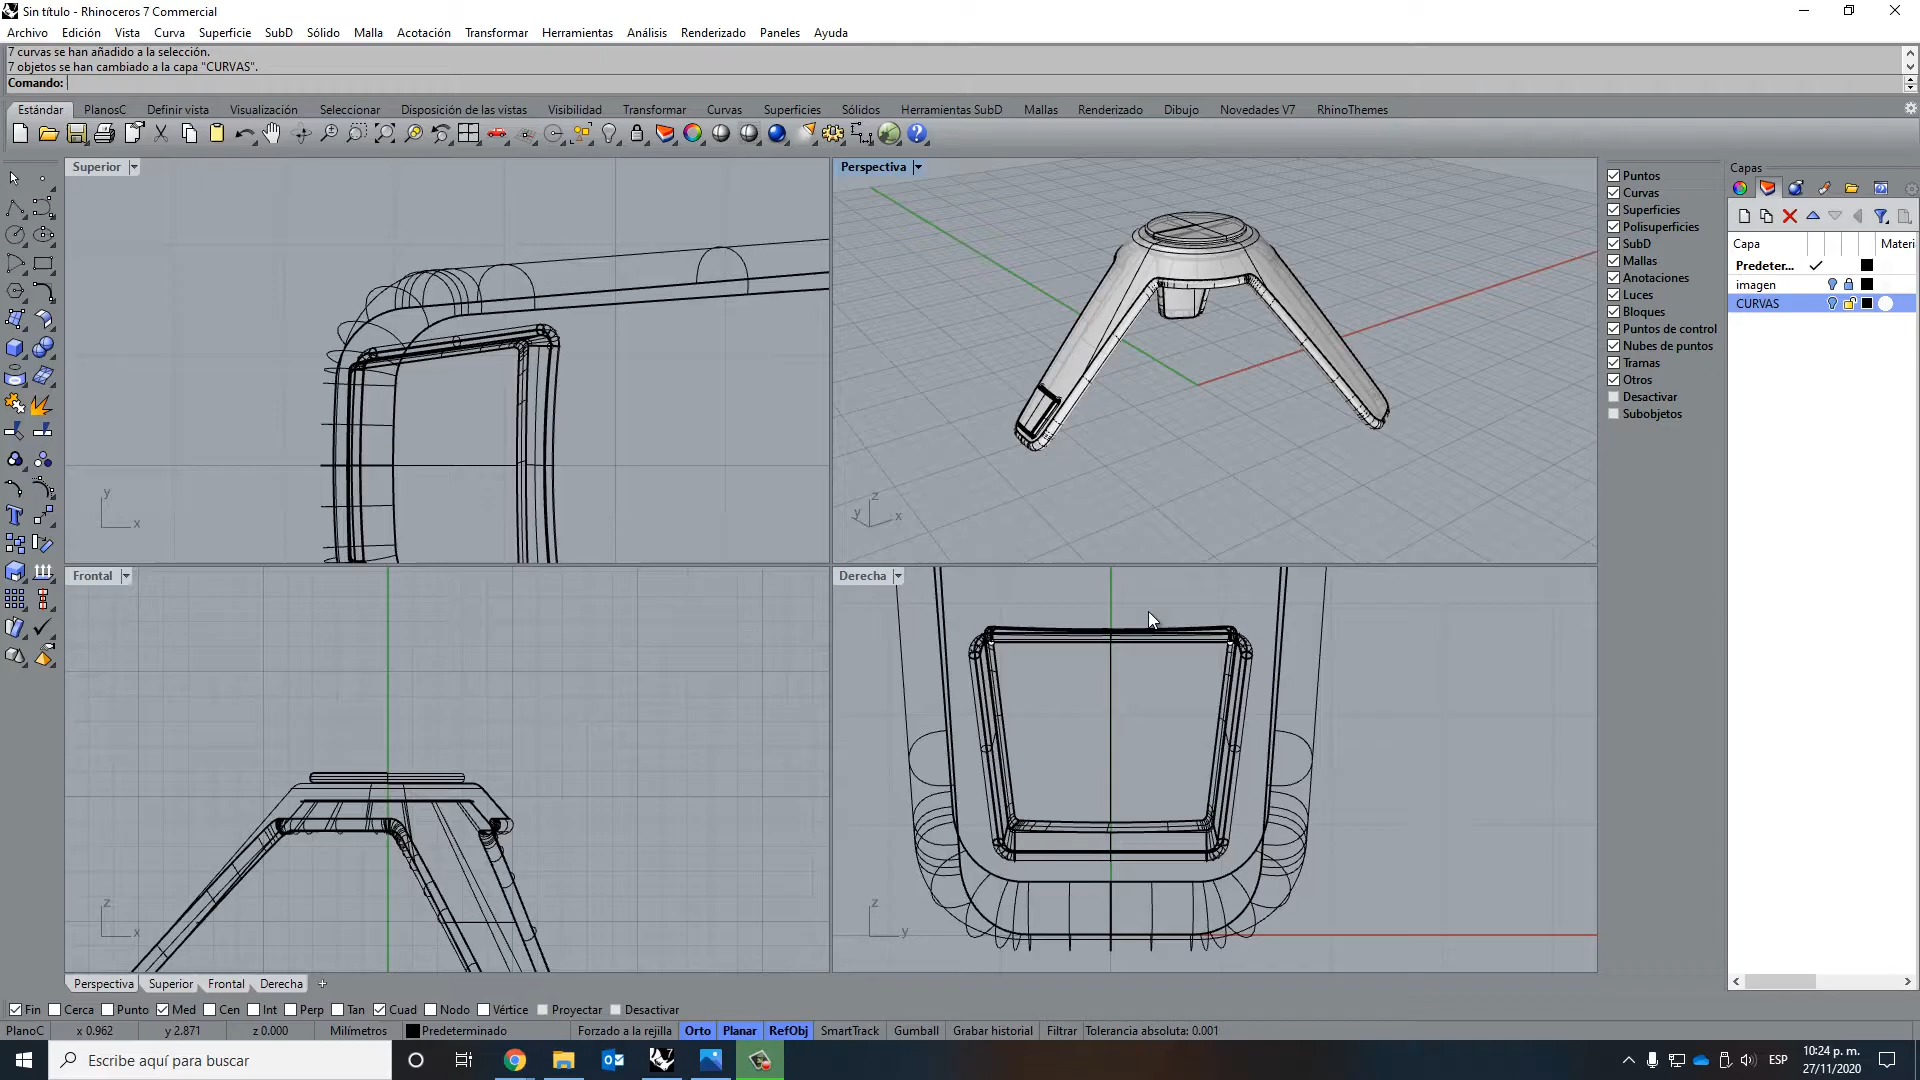 Sin título - Rhinoceros 7 Commercial
Archivo Edición Vista Curva Superficie SubD Sólido Malla Acotación Transformar Herramientas Análisis Renderizado Paneles Ayuda
7 curvas se han añadido a la selección.
7 objetos se han cambiado a la capa "CURVAS".
Comando:
Estándar PlanosC Definir vista Visualización Seleccionar Disposición de las vistas Visibilidad Transformar Curvas Superficies Sólidos Herramientas SubD Mallas Renderizado Dibujo Novedades V7 RhinoThemes
Superior
y
x
Perspectiva
z
y x
Frontal
z
x
Derecha
z
y
Puntos
Curvas
Superficies
Polisuperficies
SubD
Mallas
Anotaciones
Luces
Bloques
Puntos de control
Nubes de puntos
Tramas
Otros
Desactivar
Subobjetos
Capas
Capa Materi
Predeter...
imagen
CURVAS
Perspectiva Superior Frontal Derecha
Fin Cerca Punto Med Cen Int Perp Tan Cuad Nodo Vértice Proyectar Desactivar
PlanoC x 0.962 y 2.871 z 0.000 Milímetros Predeterminado Forzado a la rejilla Orto Planar RefObj SmartTrack Gumball Grabar historial Filtrar Tolerancia absoluta: 0.001
Escribe aquí para buscar
ESP
10:24 p. m.
27/11/2020